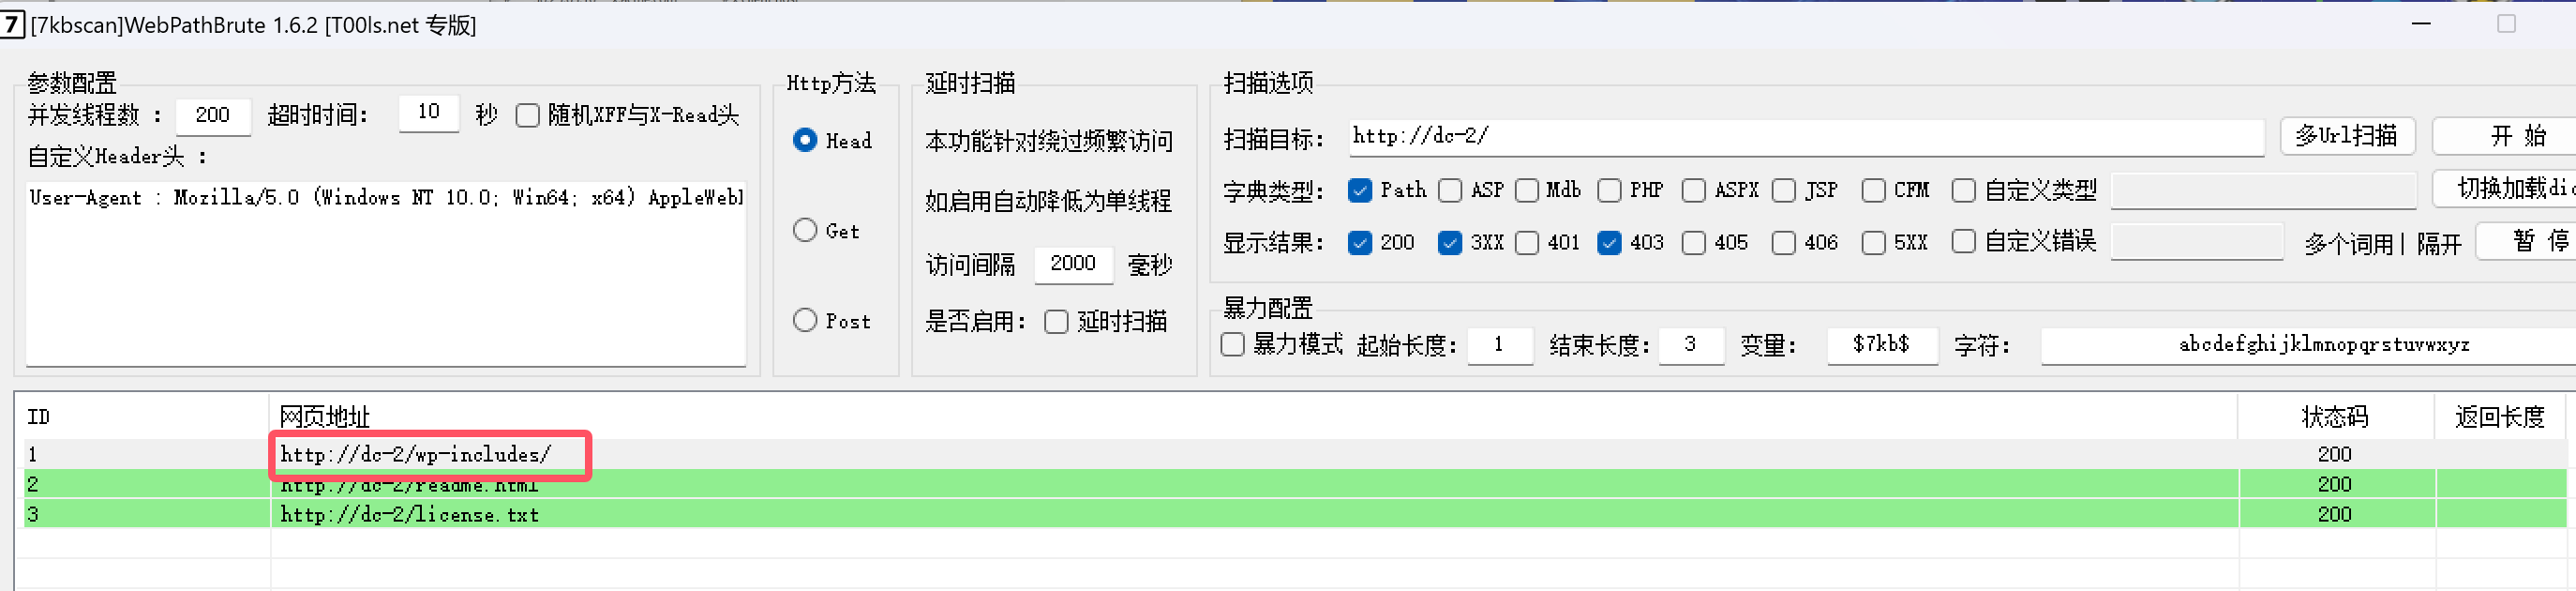 7 [7kbscan]WebPathBrute 1.6.2 [T00ls.net 专版]
参数配置
并发线程数 : 200 超时时间: 10 秒 随机XFF与X-Read头
自定义Header头 :
User-Agent : Mozilla/5.0 (Windows NT 10.0; Win64; x64) AppleWeb
Http方法
Head
Get
Post
延时扫描
本功能针对绕过频繁访问
如启用自动降低为单线程
访问间隔 2000 毫秒
是否启用: 延时扫描
扫描选项
扫描目标: http://dc-2/ 多Url扫描 开 始
字典类型: Path ASP Mdb PHP ASPX JSP CFM 自定义类型 切换加载dic
显示结果: 200 3XX 401 403 405 406 5XX 自定义错误 多个词用| 隔开 暂 停
暴力配置
暴力模式 起始长度: 1 结束长度: 3 变量: $7kb$ 字符: abcdefghijklmnopqrstuvwxyz
ID 网页地址 状态码 返回长度
1 http://dc-2/wp-includes/ 200
2 http://dc-2/readme.html 200
3 http://dc-2/license.txt 200